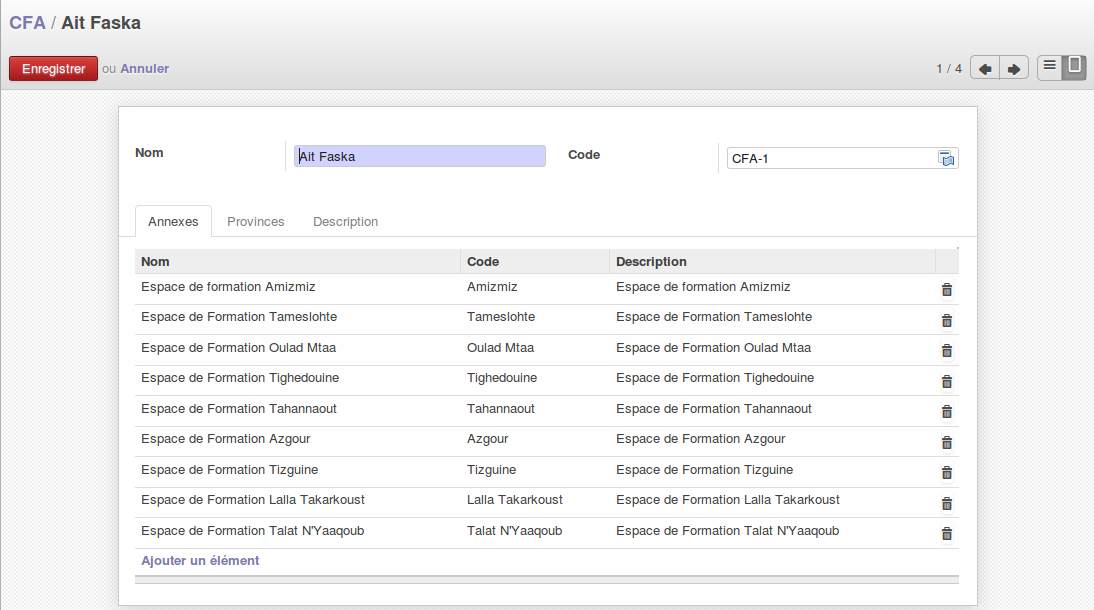 CFA / Ait Faska
Enregistrer ou Annuler 1 / 4
Nom Ait Faska Code CFA-1
Annexes Provinces Description
Nom Code Description
Espace de formation Amizmiz Amizmiz Espace de formation Amizmiz
Espace de Formation Tameslohte Tameslohte Espace de Formation Tameslohte
Espace de Formation Oulad Mtaa Oulad Mtaa Espace de Formation Oulad Mtaa
Espace de Formation Tighedouine Tighedouine Espace de Formation Tighedouine
Espace de Formation Tahannaout Tahannaout Espace de Formation Tahannaout
Espace de Formation Azgour Azgour Espace de Formation Azgour
Espace de Formation Tizguine Tizguine Espace de Formation Tizguine
Espace de Formation Lalla Takarkoust Lalla Takarkoust Espace de Formation Lalla Takarkoust
Espace de Formation Talat N'Yaaqoub Talat N'Yaaqoub Espace de Formation Talat N'Yaaqoub
Ajouter un élément